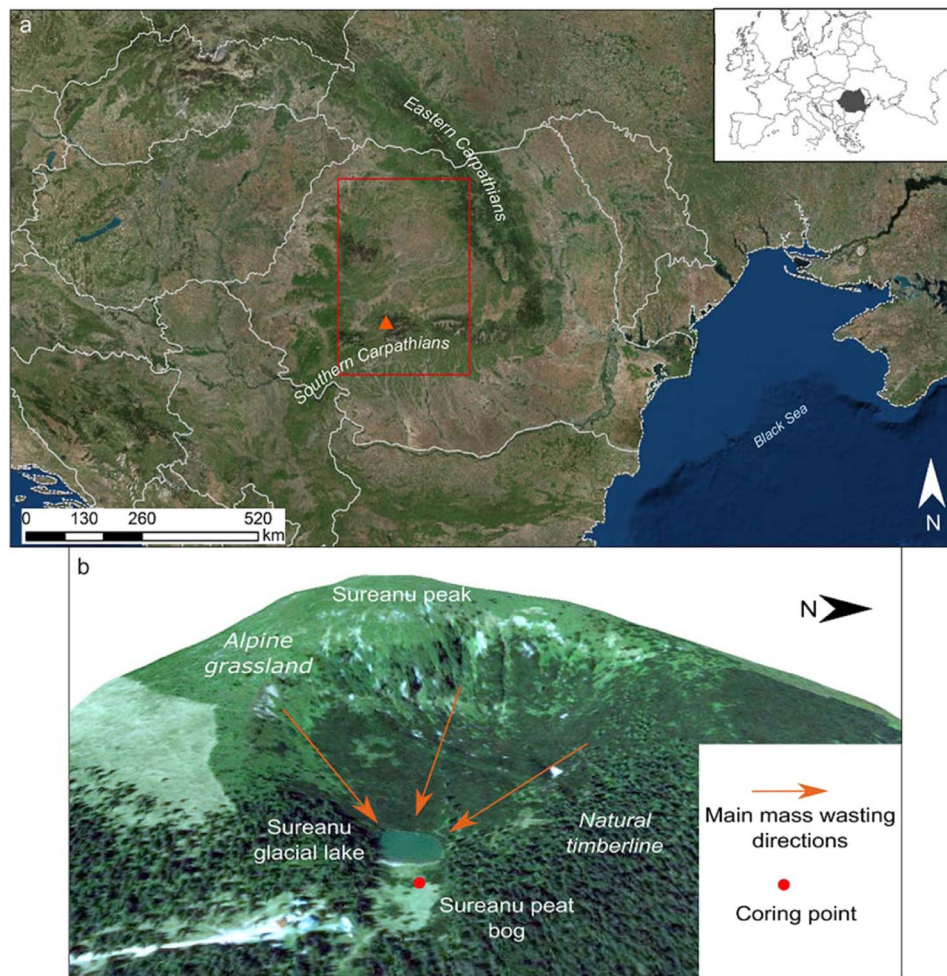 a
Eastern Carpathians
Southern Carpathians
Black Sea
0 130 260 520
km
N
b
Sureanu peak
N
Alpine
grassland
Sureanu
glacial lake
Natural
timberline
Sureanu peat
bog
Main mass wasting
directions
Coring point